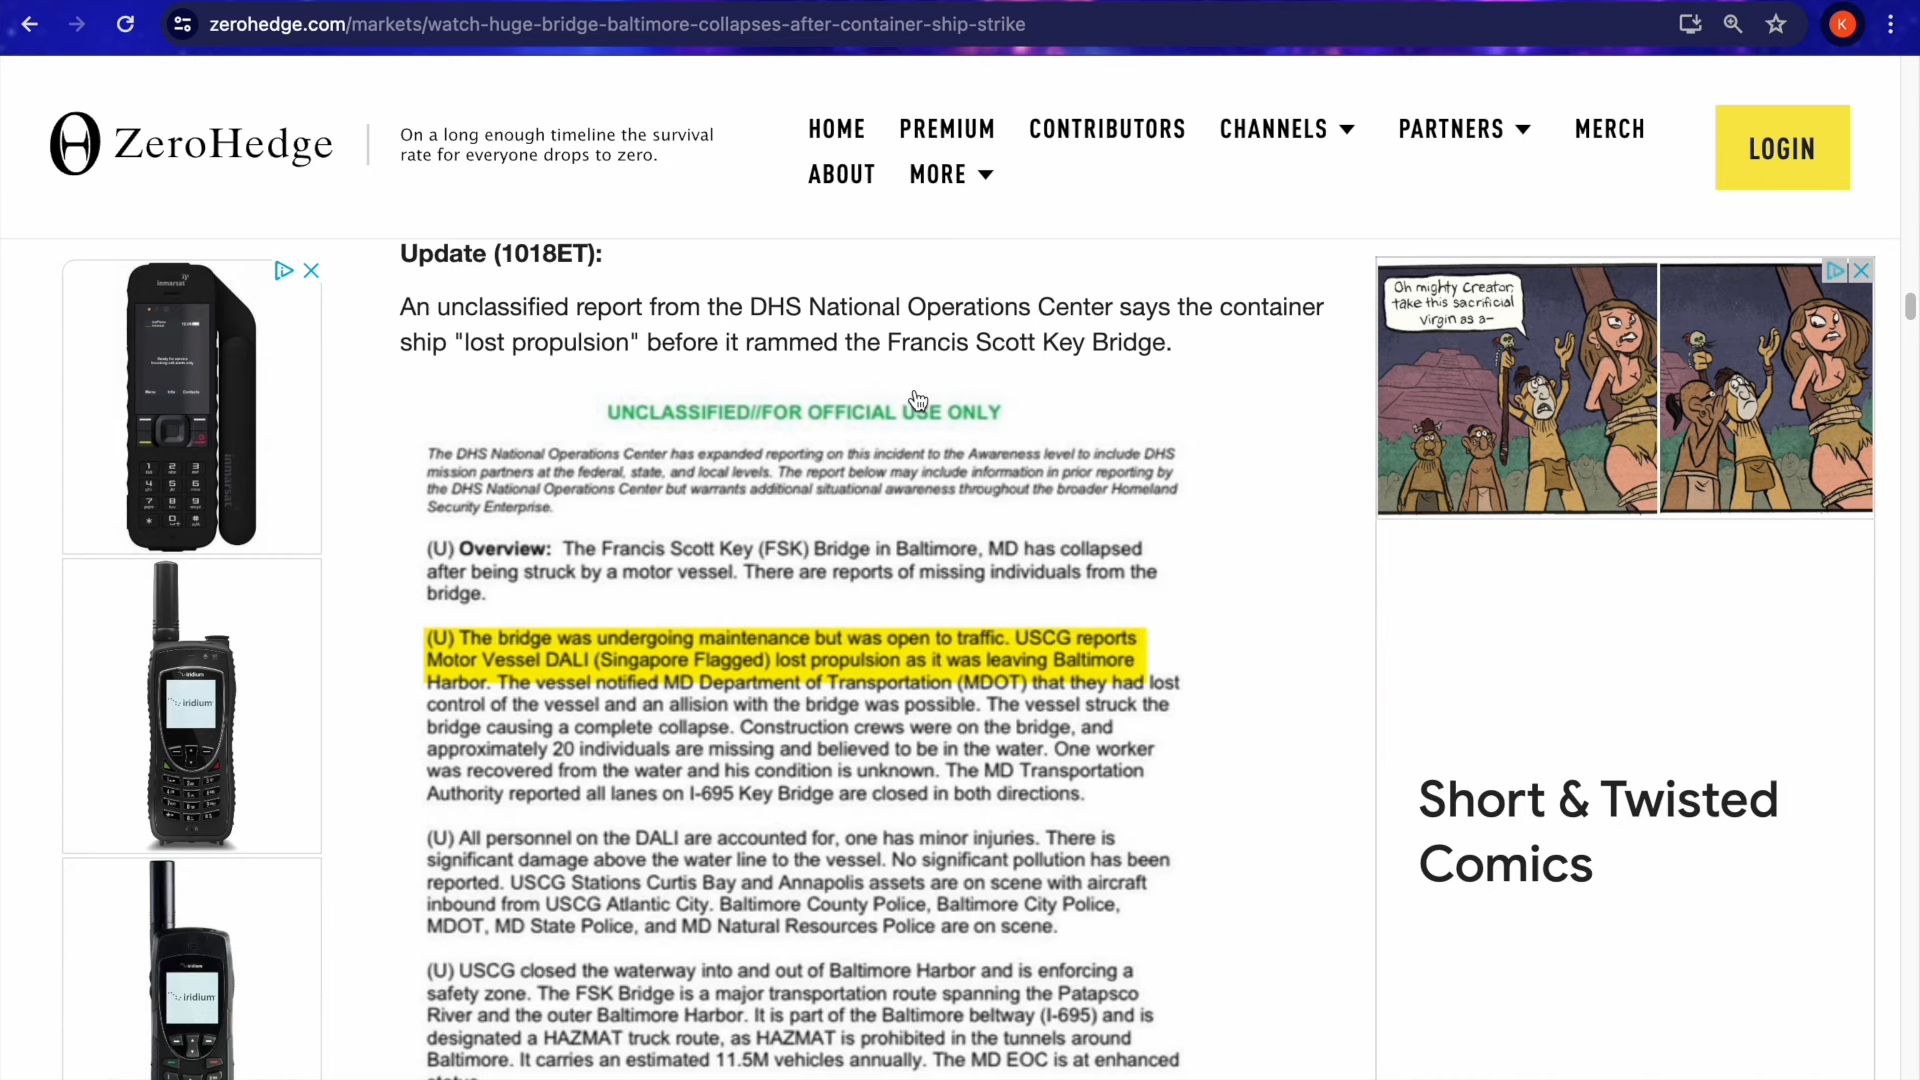 zerohedge.com/markets/watch-huge-bridge-baltimore-collapses-after-container-ship-strike
K
ZeroHedge
On a long enough timeline the survival
rate for everyone drops to zero.
HOME PREMIUM CONTRIBUTORS CHANNELS PARTNERS MERCH
ABOUT MORE
LOGIN
Update (1018ET):
An unclassified report from the DHS National Operations Center says the container
ship "lost propulsion" before it rammed the Francis Scott Key Bridge.
UNCLASSIFIED//FOR OFFICIAL USE ONLY
The DHS National Operations Center has expanded reporting on this incident to the Awareness level to include DHS
mission partners at the federal, state, and local levels. The report below may include information in prior reporting by
the DHS National Operations Center but warrants additional situational awareness throughout the broader Homeland
Security Enterprise.
(U) Overview: The Francis Scott Key (FSK) Bridge in Baltimore, MD has collapsed
after being struck by a motor vessel. There are reports of missing individuals from the
bridge.
(U) The bridge was undergoing maintenance but was open to traffic. USCG reports
Motor Vessel DALI (Singapore Flagged) lost propulsion as it was leaving Baltimore
Harbor. The vessel notified MD Department of Transportation (MDOT) that they had lost
control of the vessel and an allision with the bridge was possible. The vessel struck the
bridge causing a complete collapse. Construction crews were on the bridge, and
approximately 20 individuals are missing and believed to be in the water. One worker
was recovered from the water and his condition is unknown. The MD Transportation
Authority reported all lanes on I-695 Key Bridge are closed in both directions.
(U) All personnel on the DALI are accounted for, one has minor injuries. There is
significant damage above the water line to the vessel. No significant pollution has been
reported. USCG Stations Curtis Bay and Annapolis assets are on scene with aircraft
inbound from USCG Atlantic City. Baltimore County Police, Baltimore City Police,
MDOT, MD State Police, and MD Natural Resources Police are on scene.
(U) USCG closed the waterway into and out of Baltimore Harbor and is enforcing a
safety zone. The FSK Bridge is a major transportation route spanning the Patapsco
River and the outer Baltimore Harbor. It is part of the Baltimore beltway (I-695) and is
designated a HAZMAT truck route, as HAZMAT is prohibited in the tunnels around
Baltimore. It carries an estimated 11.5M vehicles annually. The MD EOC is at enhanced
inmarsat
inmarsat
iridium
iridium
iridium
iridium
Oh mighty Creator,
take this sacrificial
virgin as a-
Short & Twisted
Comics